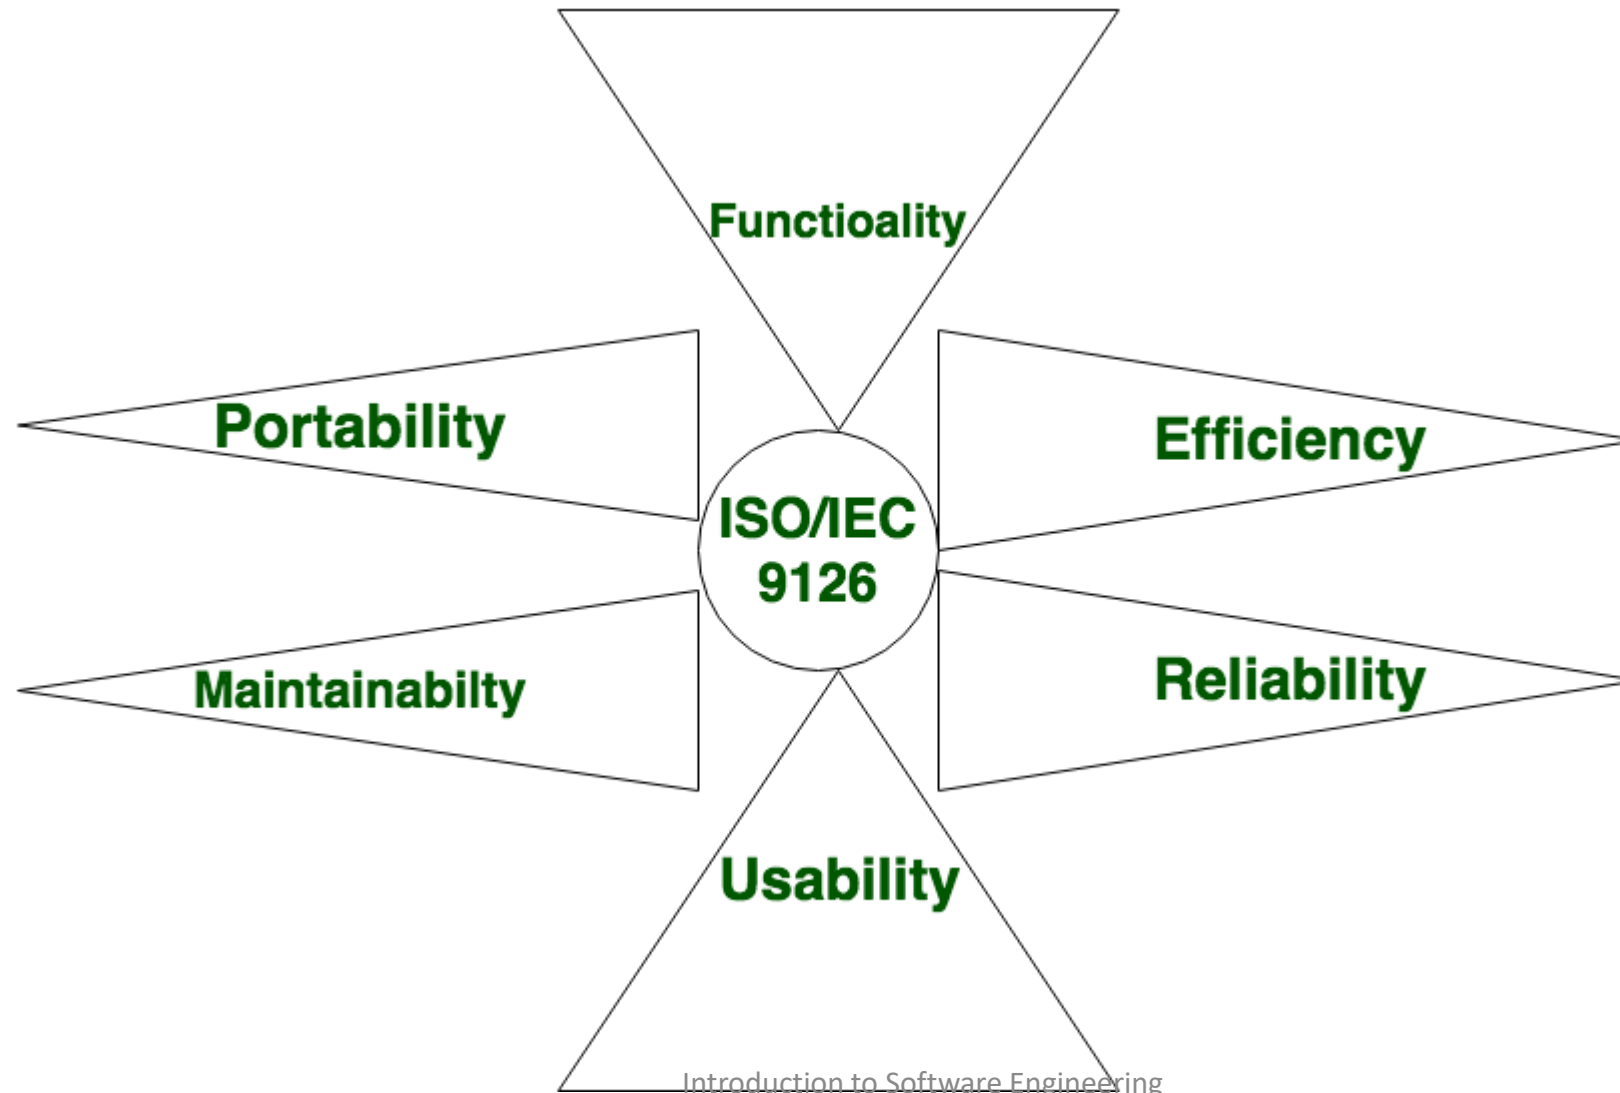 Functioality
Portability
Efficiency
ISO/IEC
9126
Maintainabilty
Reliability
Usability
Introduction to Software Engineering